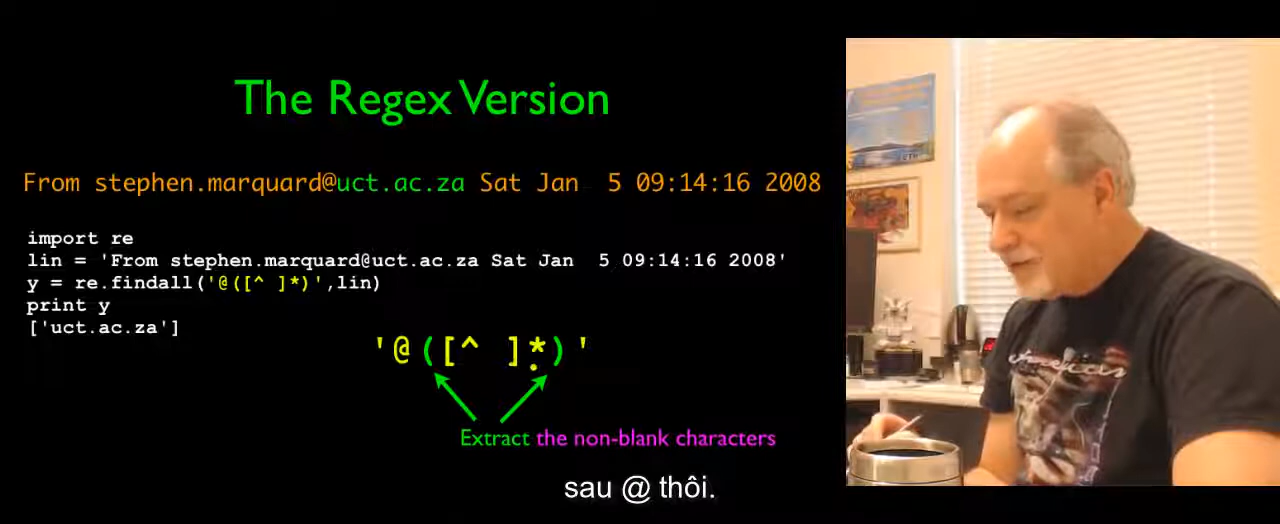 The Regex Version
From stephen.marquard@uct.ac.za Sat Jan  5 09:14:16 2008
import re
lin = 'From stephen.marquard@uct.ac.za Sat Jan  5 09:14:16 2008'
y = re.findall('@([^ ]*)',lin)
print y
['uct.ac.za']
'@([^ ]*)'
Extract the non-blank characters
sau @ thôi.